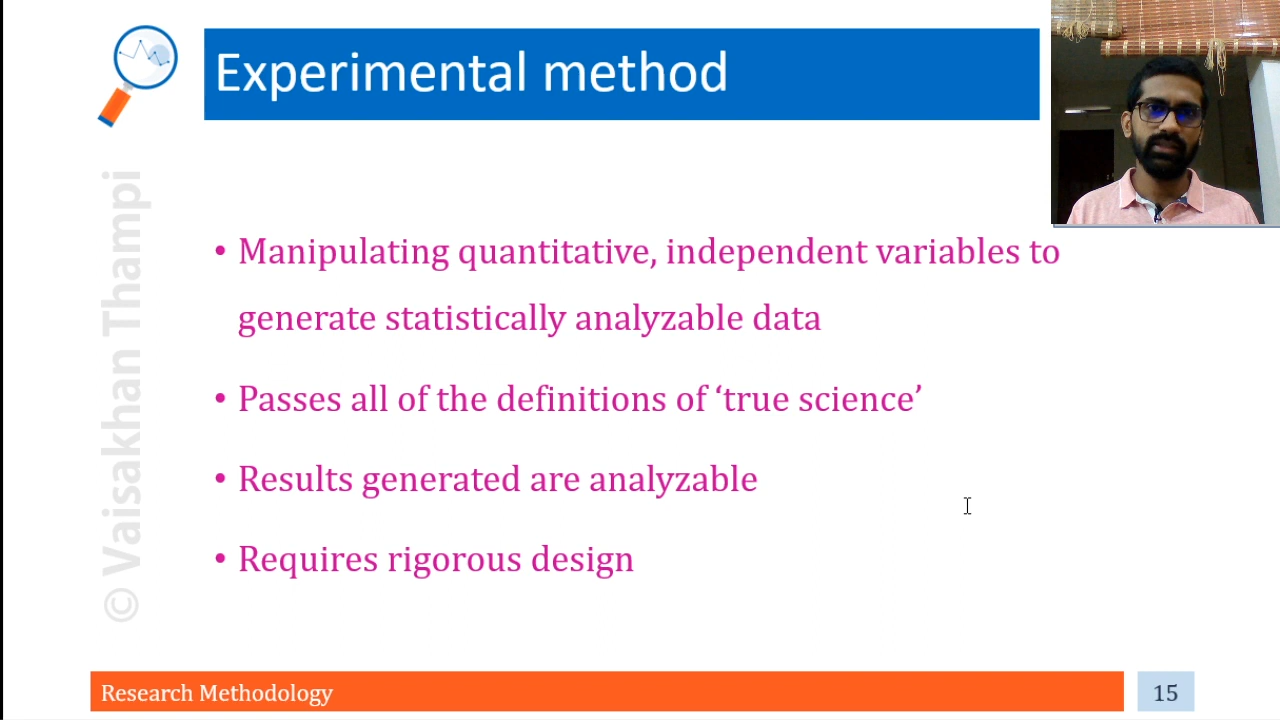 Experimental method
• Manipulating quantitative, independent variables to
generate statistically analyzable data
• Passes all of the definitions of ‘true science’
• Results generated are analyzable
• Requires rigorous design
© Vaisakhan Thampi
Research Methodology
15